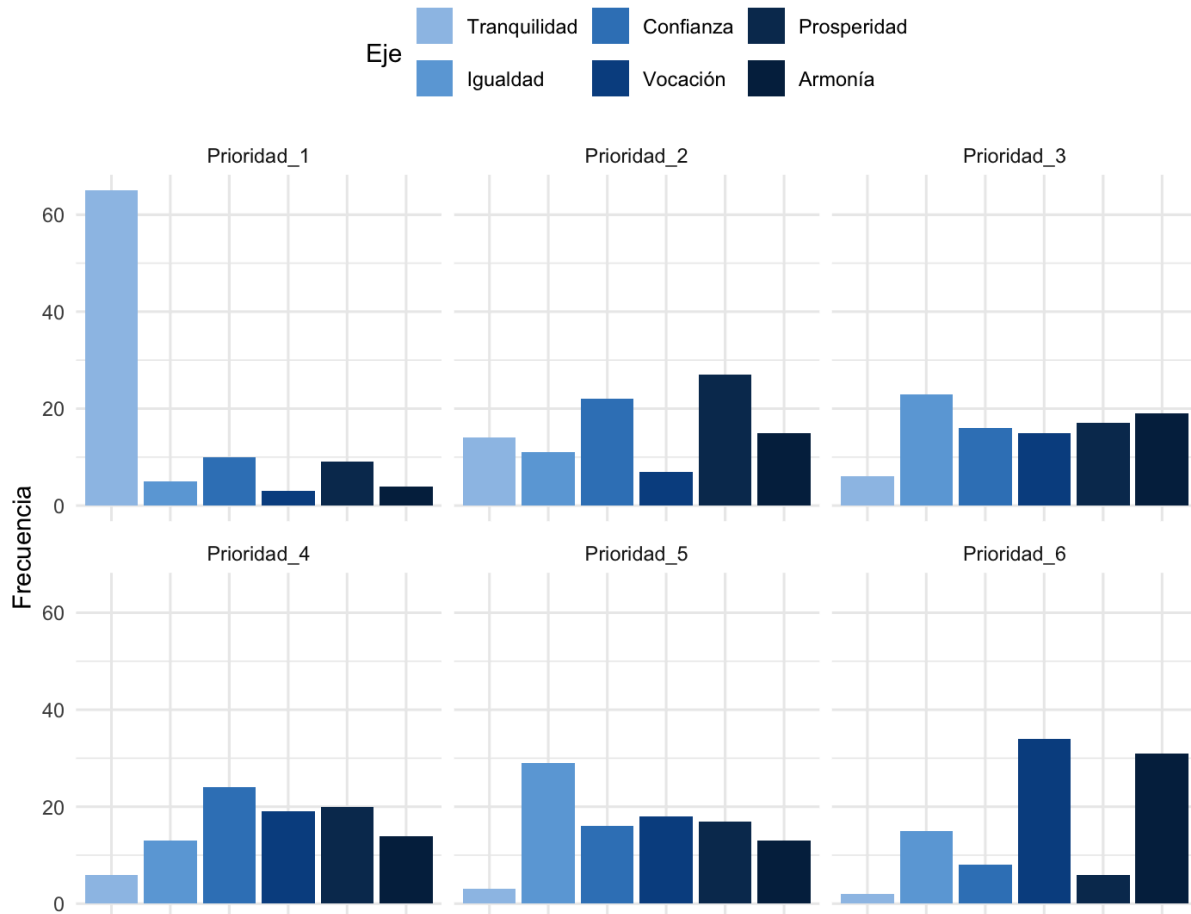 Eje
Tranquilidad
Confianza
Prosperidad
Igualdad
Vocación
Armonía
Prioridad_1
Prioridad_2
Prioridad_3
60
40
20
0
Prioridad_4
Prioridad_5
Prioridad_6
60
40
20
0
Frecuencia